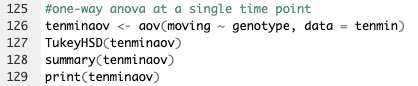 125 #one-way anova at a single time point
126 tenminaov <- aov(moving ~ genotype, data = tenmin)
127 TukeyHSD(tenminaov)
128 summary(tenminaov)
129 print(tenminaov)